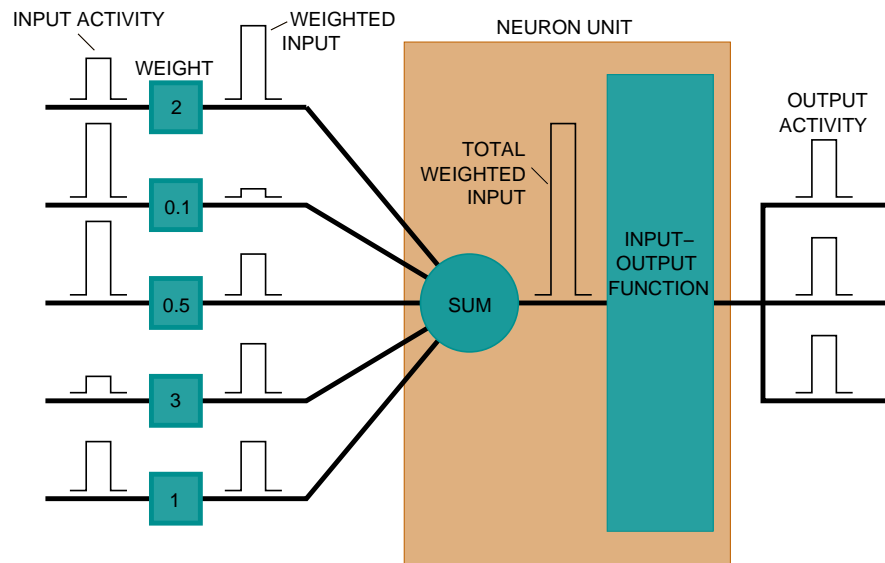 INPUT ACTIVITY
WEIGHTED
INPUT
WEIGHT
2
0.1
0.5
3
1
NEURON UNIT
TOTAL
WEIGHTED
INPUT
SUM
INPUT–
OUTPUT
FUNCTION
OUTPUT
ACTIVITY